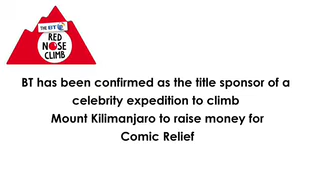 THE BT
RED
NOSE
CLIMB
BT has been confirmed as the title sponsor of a
celebrity expedition to climb
Mount Kilimanjaro to raise money for
Comic Relief